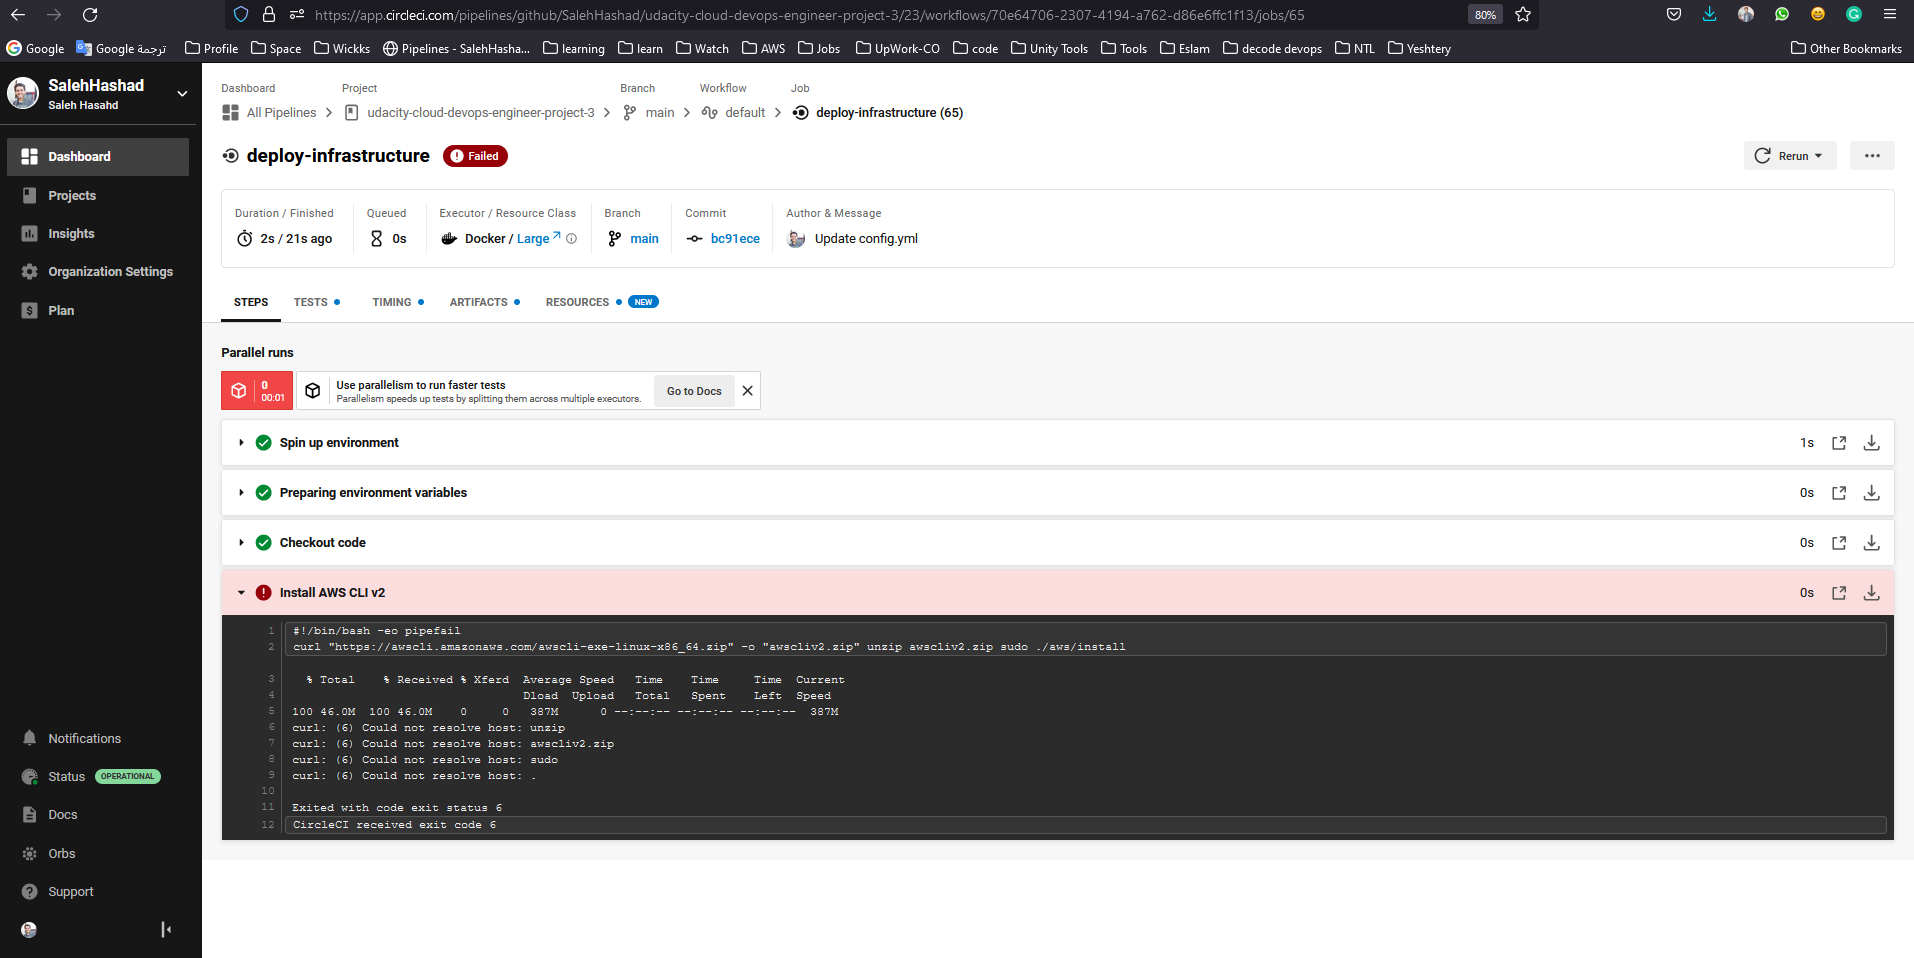 https://app.circleci.com/pipelines/github/SalehHashad/udacity-cloud-devops-engineer-project-3/23/workflows/70e64706-2307-4194-a762-d86e6ffc1f13/jobs/65
80%
Google
Google ترجمة
Profile
Space
Wickks
Pipelines - SalehHasha...
learning
learn
Watch
AWS
Jobs
UpWork-CO
code
Unity Tools
Tools
Eslam
decode devops
NTL
Yeshtery
Other Bookmarks
SalehHashad
Saleh Hasahd
Dashboard
Projects
Insights
Organization Settings
Plan
Notifications
Status OPERATIONAL
Docs
Orbs
Support
Dashboard Project Branch Workflow Job
All Pipelines udacity-cloud-devops-engineer-project-3 main default deploy-infrastructure (65)
deploy-infrastructure Failed
Rerun
Duration / Finished Queued Executor / Resource Class Branch Commit Author & Message
2s / 21s ago 0s Docker / Large main bc91ece Update config.yml
STEPS TESTS TIMING ARTIFACTS RESOURCES NEW
Parallel runs
0
00:01
Use parallelism to run faster tests
Parallelism speeds up tests by splitting them across multiple executors.
Go to Docs
Spin up environment 1s
Preparing environment variables 0s
Checkout code 0s
Install AWS CLI v2 0s
1 #!/bin/bash -eo pipefail
2 curl "https://awscli.amazonaws.com/awscli-exe-linux-x86_64.zip" -o "awscliv2.zip" unzip awscliv2.zip sudo ./aws/install
3 % Total % Received % Xferd Average Speed Time Time Time Current
4 Dload Upload Total Spent Left Speed
5 100 46.0M 100 46.0M 0 0 387M 0 --:--:-- --:--:-- --:--:-- 387M
6 curl: (6) Could not resolve host: unzip
7 curl: (6) Could not resolve host: awscliv2.zip
8 curl: (6) Could not resolve host: sudo
9 curl: (6) Could not resolve host: .
10
11 Exited with code exit status 6
12 CircleCI received exit code 6